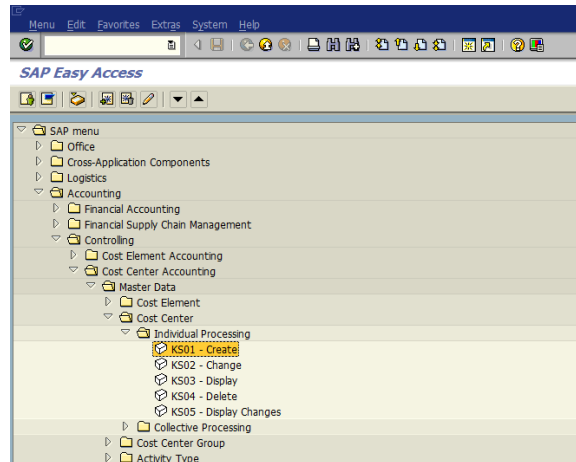 Menu Edit Favorites Extras System Help
SAP Easy Access
SAP menu
Office
Cross-Application Components
Logistics
Accounting
Financial Accounting
Financial Supply Chain Management
Controlling
Cost Element Accounting
Cost Center Accounting
Master Data
Cost Element
Cost Center
Individual Processing
KS01 - Create
KS02 - Change
KS03 - Display
KS04 - Delete
KS05 - Display Changes
Collective Processing
Cost Center Group
Activity Type